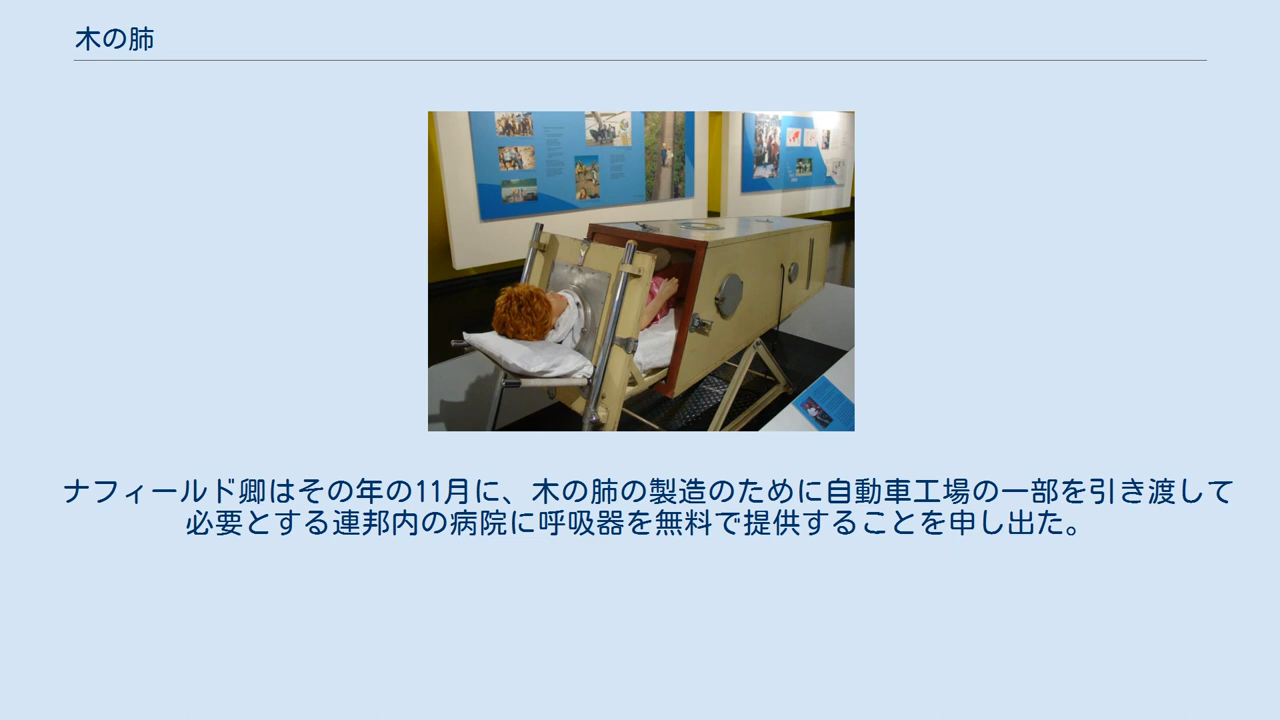 木の肺
ナフィールド卿はその年の11月に、木の肺の製造のために自動車工場の一部を引き渡して
必要とする連邦内の病院に呼吸器を無料で提供することを申し出た。